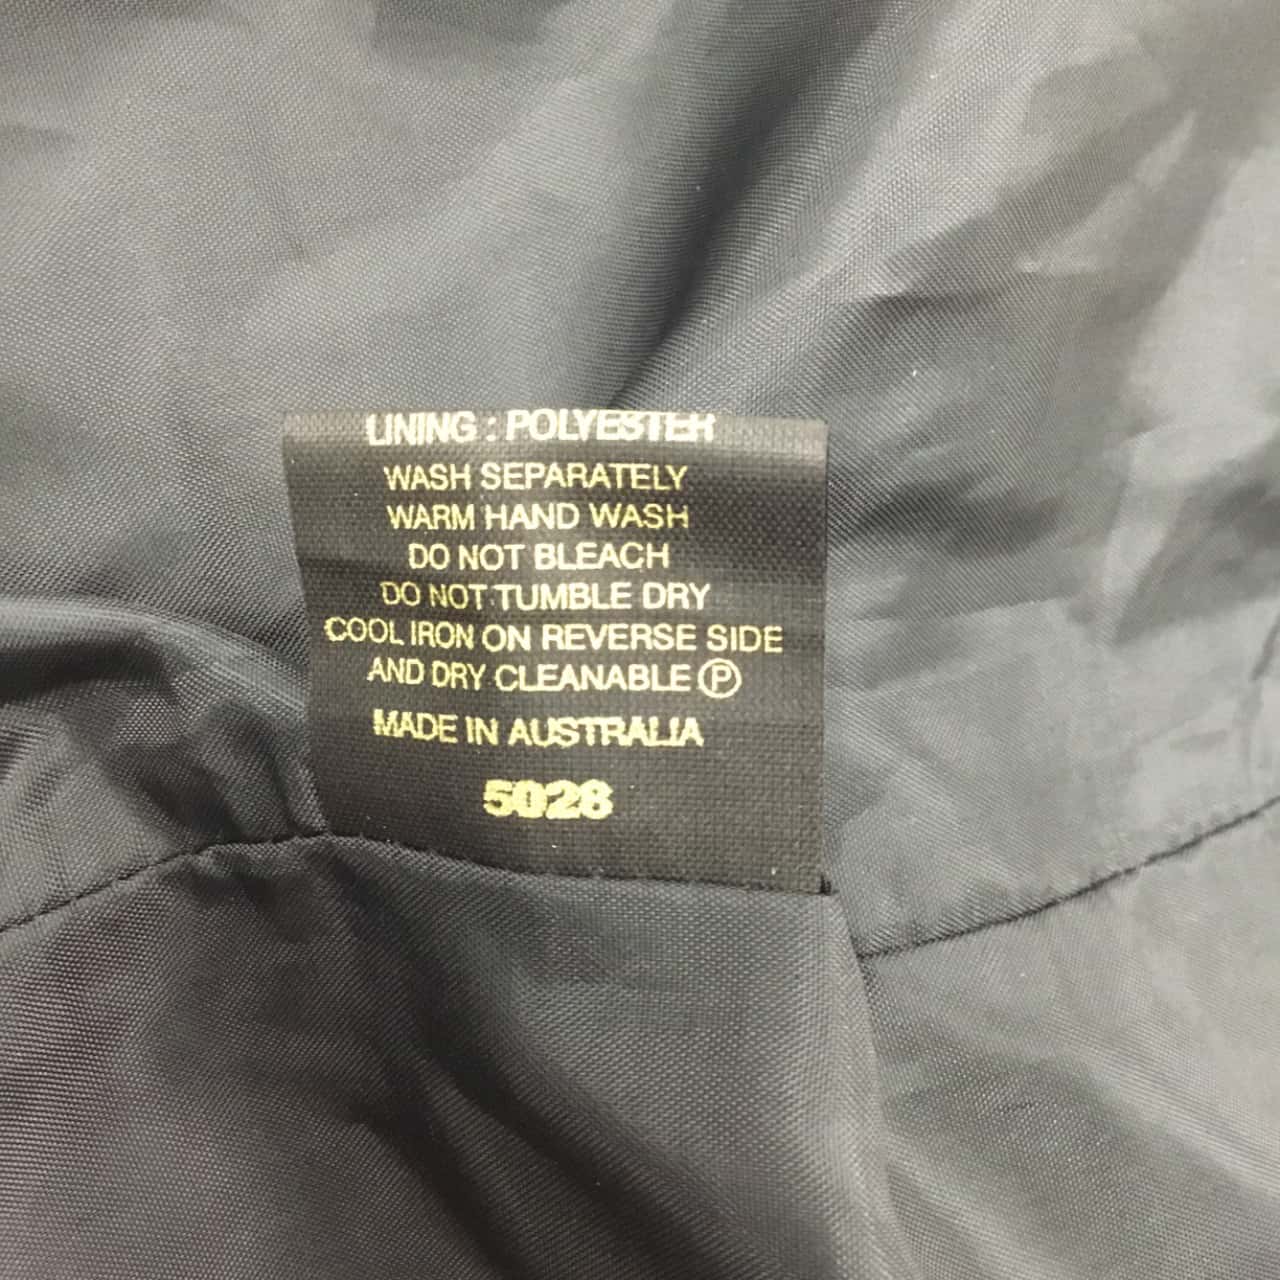 LINING : POLYESTER
WASH SEPARATELY
WARM HAND WASH
DO NOT BLEACH
DO NOT TUMBLE DRY
COOL IRON ON REVERSE SIDE
AND DRY CLEANABLE Ⓟ
MADE IN AUSTRALIA
5028